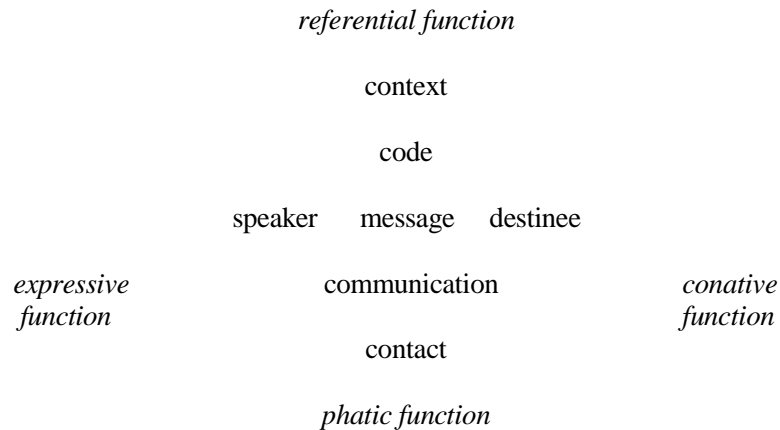 referential function
context
code
speaker message destinee
expressive communication conative
function function
contact
phatic function